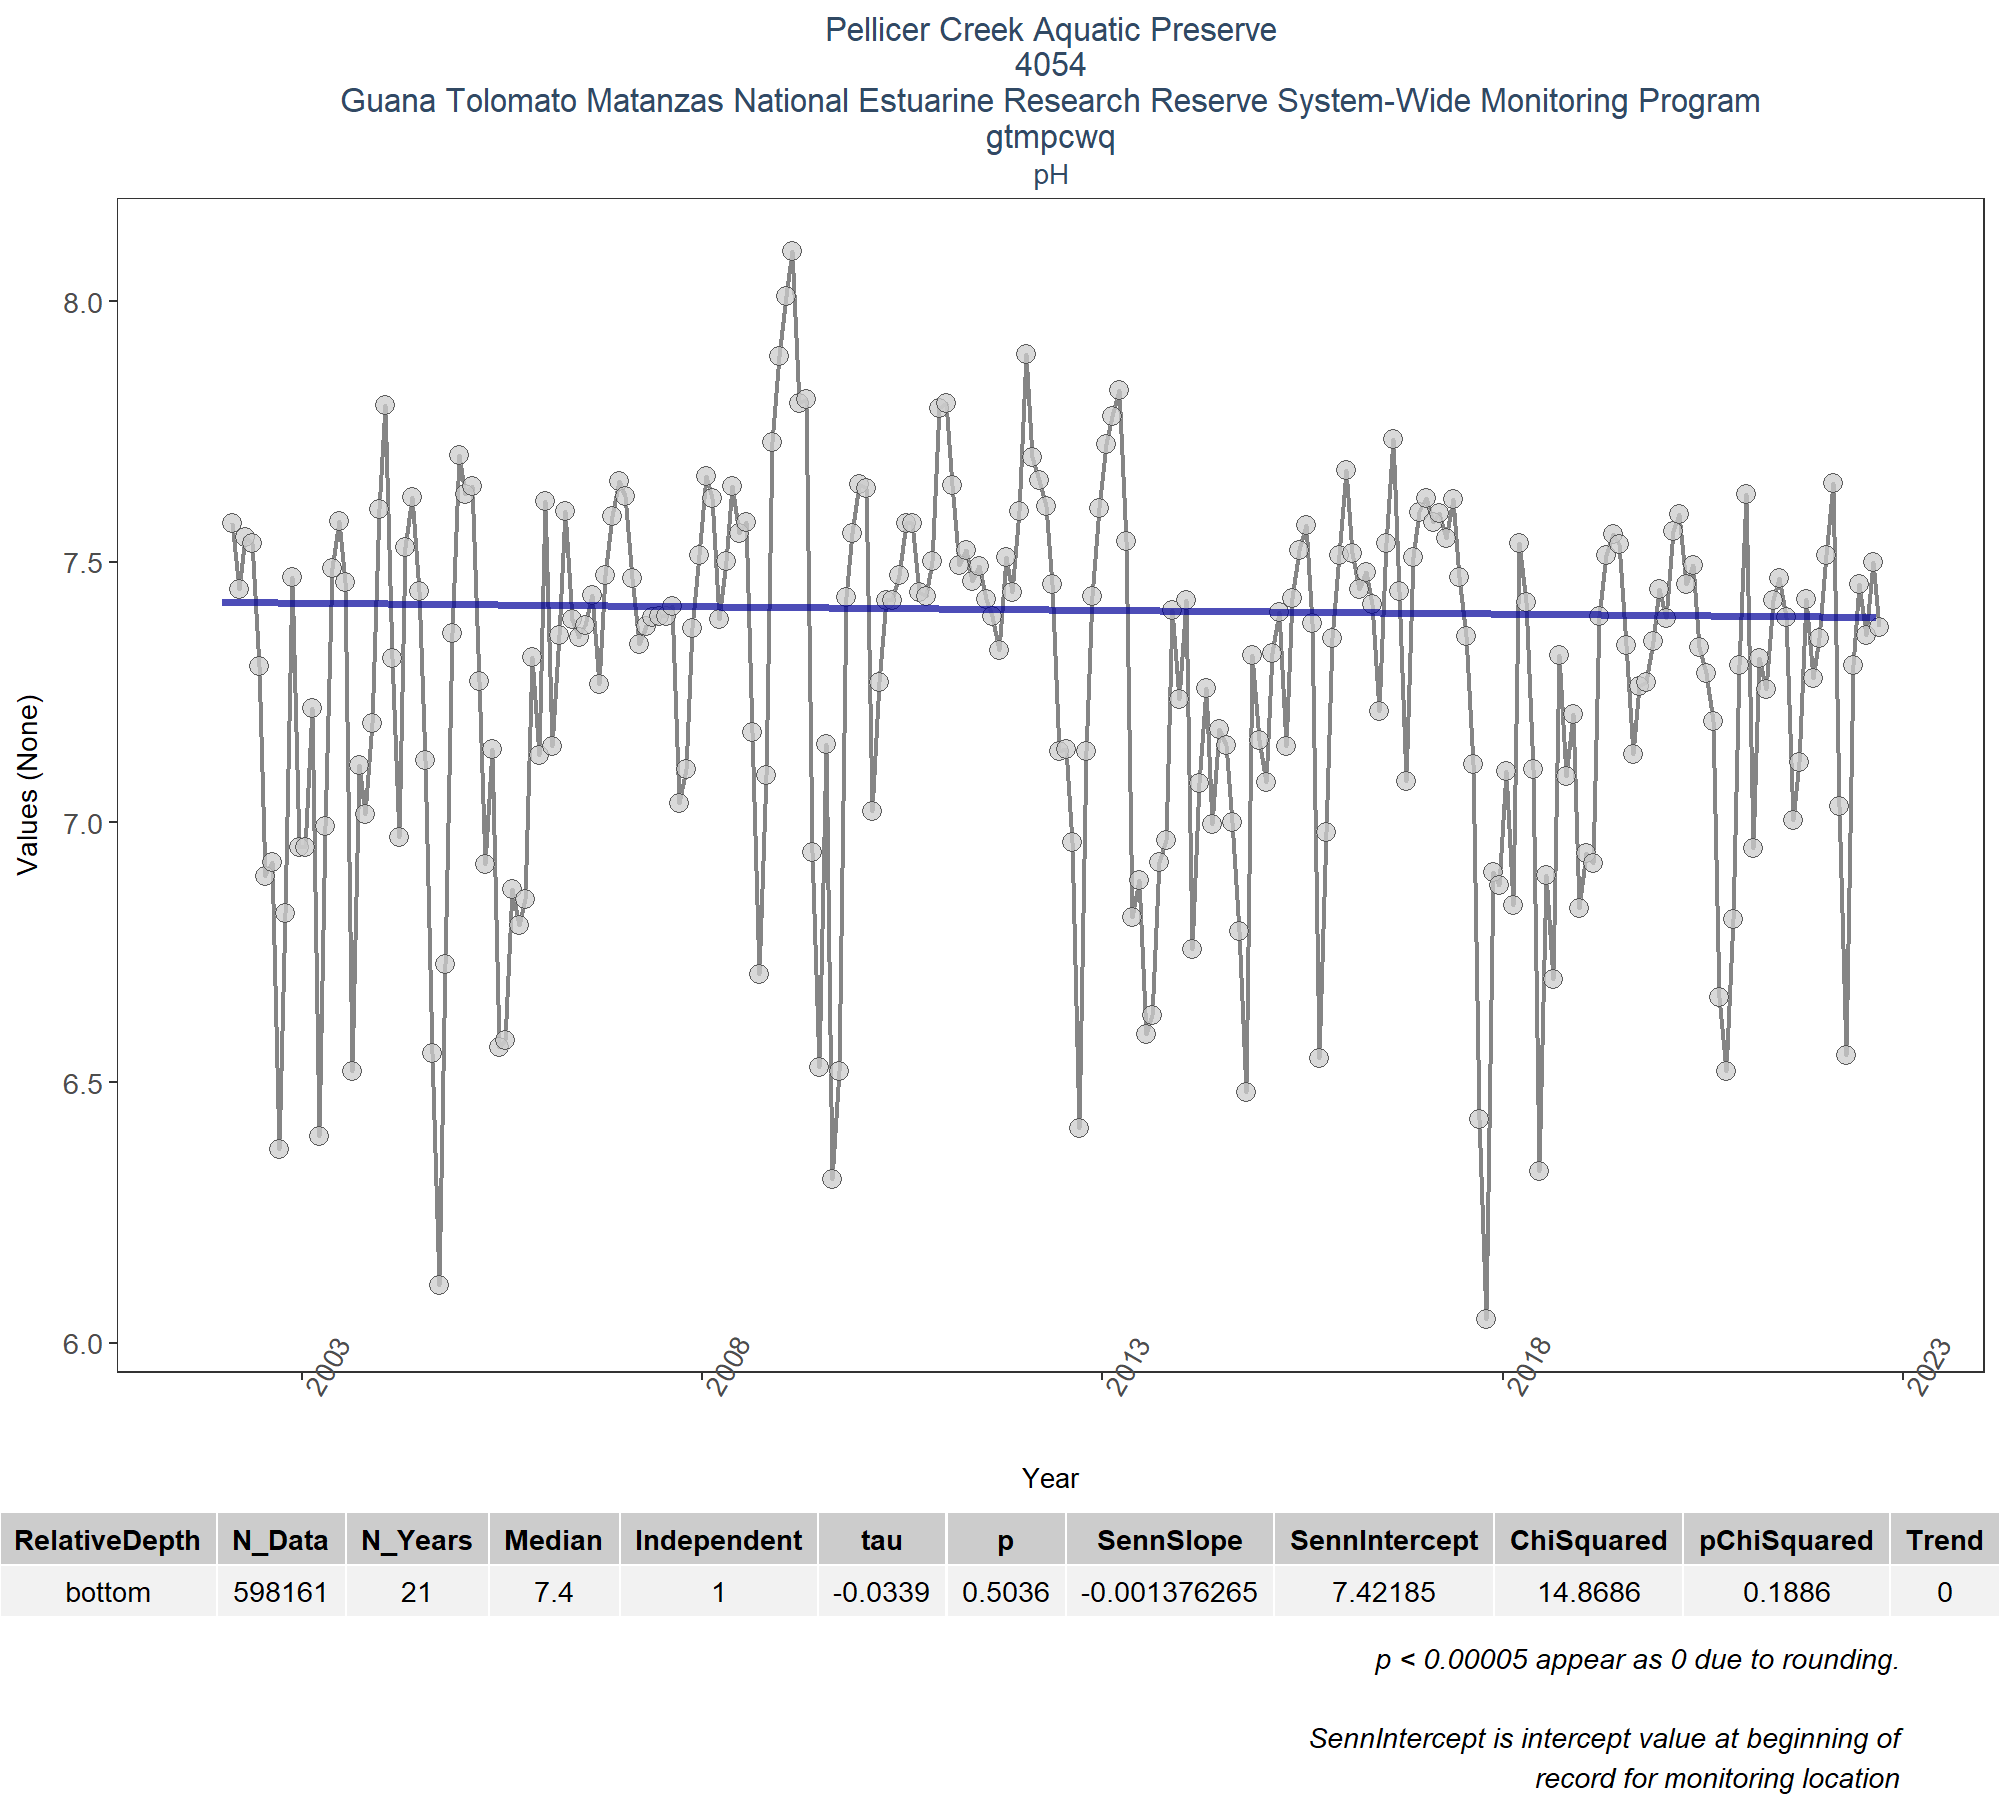 Pellicer Creek Aquatic Preserve
4054
Guana Tolomato Matanzas National Estuarine Research Reserve System-Wide Monitoring Program
gtmpcwq
pH
Values (None)
8.0
7.5
7.0
6.5
6.0
2003 2008 2013 2018 2023
Year
RelativeDepth N_Data N_Years Median Independent tau p SennSlope SennIntercept ChiSquared pChiSquared Trend
bottom 598161 21 7.4 1 -0.0339 0.5036 -0.001376265 7.42185 14.8686 0.1886 0
p < 0.00005 appear as 0 due to rounding.
SennIntercept is intercept value at beginning of
record for monitoring location